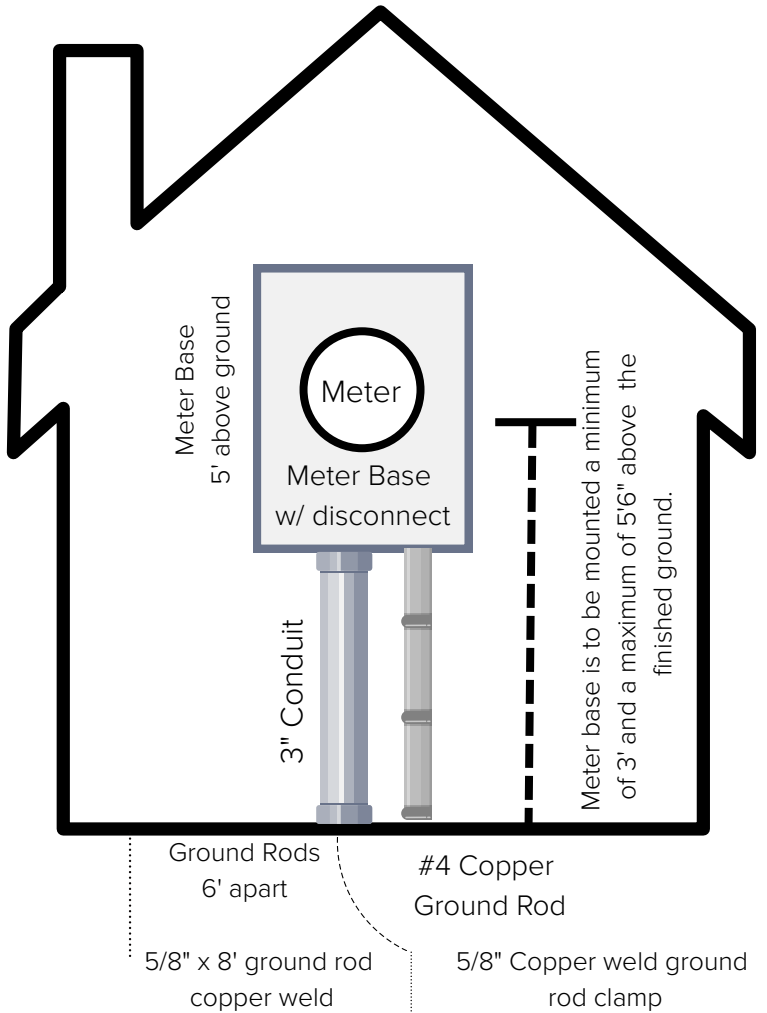 Meter Base
5' above ground
Meter
Meter Base
w/ disconnect
Meter base is to be mounted a minimum
of 3' and a maximum of 5'6" above the
finished ground.
3" Conduit
Ground Rods
6' apart
#4 Copper
Ground Rod
5/8" x 8' ground rod
copper weld
5/8" Copper weld ground
rod clamp